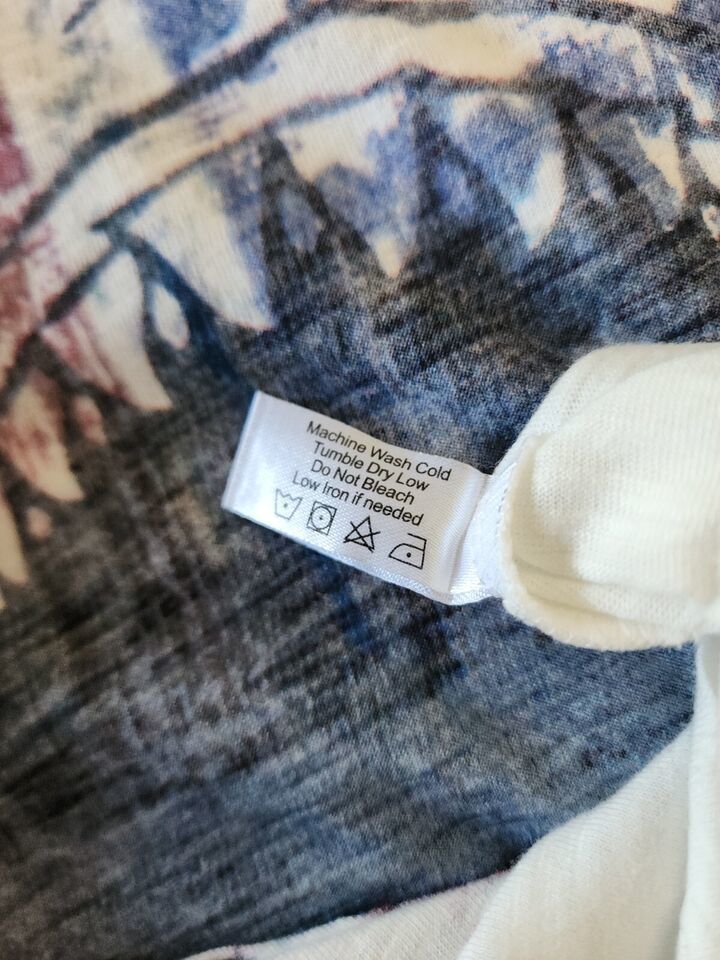 Machine Wash Cold
Tumble Dry Low
Do Not Bleach
Low Iron if needed